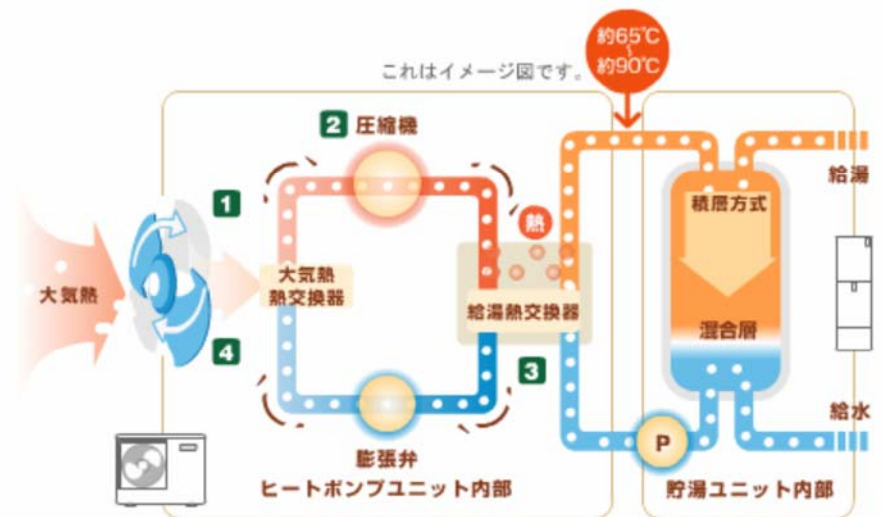 約65℃
〜
約90℃
これはイメージ図です。
2 圧縮機
1
熱
給湯
積層方式
大気熱
大気熱
熱交換器
給湯熱交換器
混合層
4
3
給水
P
膨張弁
ヒートポンプユニット内部
貯湯ユニット内部